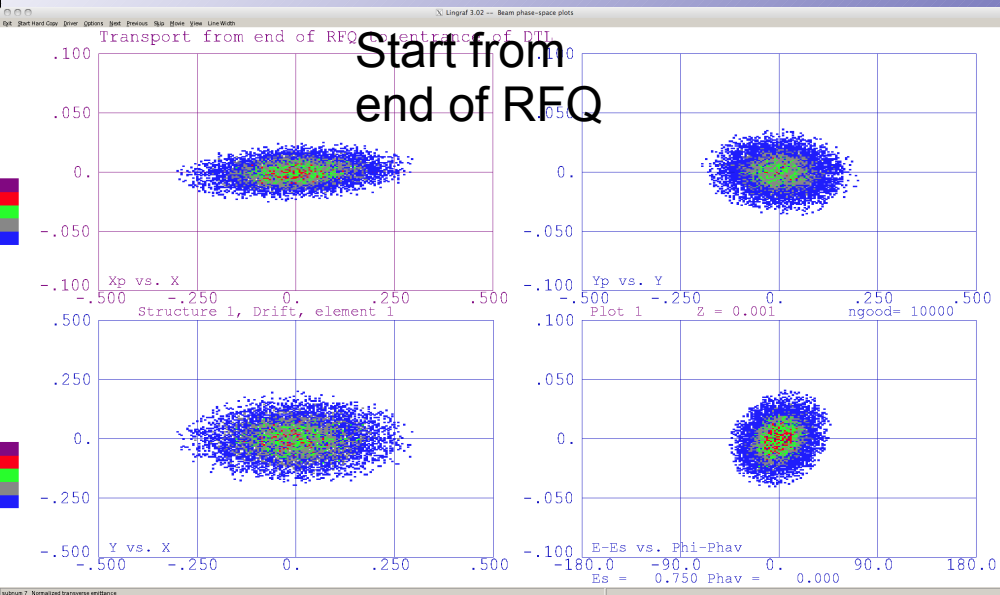 Lingraf 3.02 -- Beam phase-space plots
Exit Start Hard Copy Driver Options Next Previous Skip Movie View Line Width
Transport from end of RFQ to entrance of DTL
Start from
end of RFQ
.100
.050
0.
-.050
-.100
Xp vs. X
-.500 -.250 0. .250 .500
.100
.050
0.
-.050
-.100
Yp vs. Y
-.500 -.250 0. .250 .500
Structure 1, Drift, element 1
Plot 1 Z = 0.001 ngood= 10000
.500
.250
0.
-.250
-.500
Y vs. X
-.500 -.250 0. .250 .500
.100
.050
0.
-.050
-.100
E-Es vs. Phi-Phav
-180.0 -90.0 0. 90.0 180.0
Es = 0.750 Phav = 0.000
subnum 7 Normalized transverse emittance